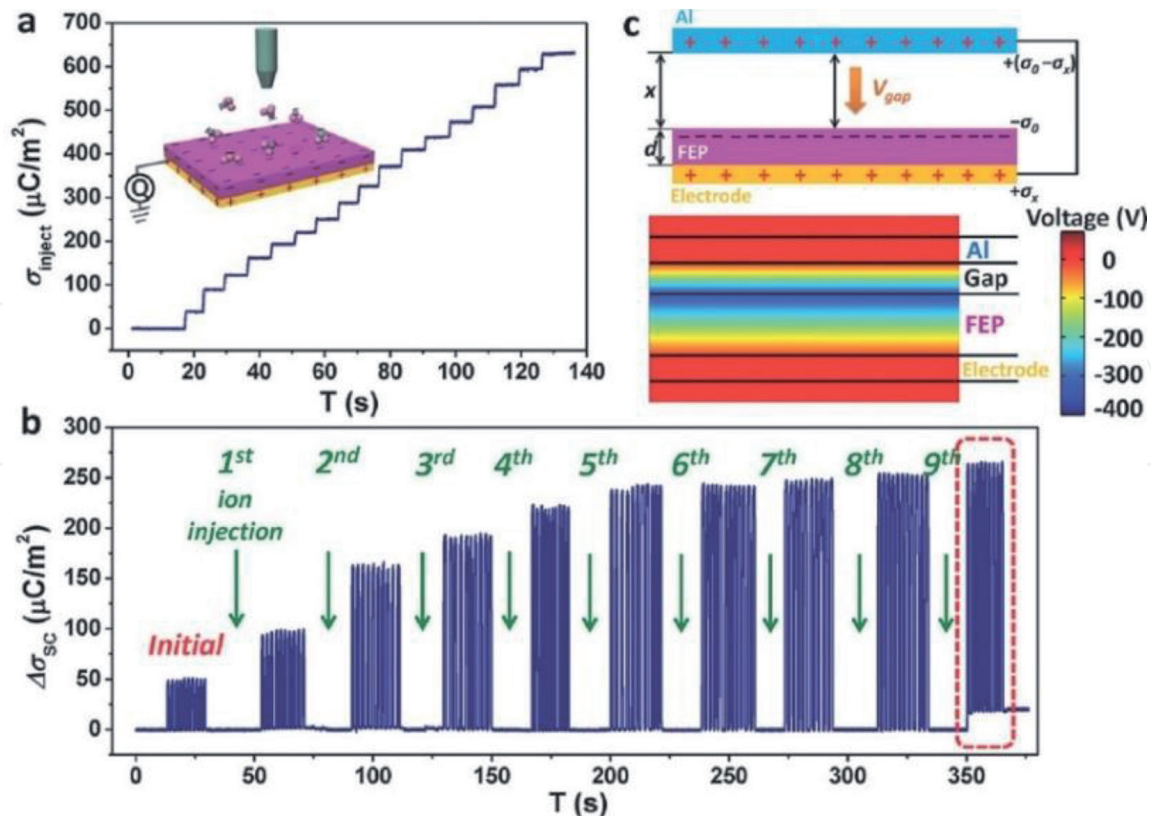 a
700
600
500
400
300
200
100
0
σinject (μC/m²)
Q
0 20 40 60 80 100 120 140
T (s)
c
Al
+ + + + + + + + +
+(σ₀ −σₓ)
x
Vgap
−σ₀
d
FEP
+ + + + + + + + + +
Electrode
+σₓ
Voltage (V)
Al
Gap
FEP
Electrode
0
-100
-200
-300
-400
b
300
250
200
150
100
50
0
ΔσSC (μC/m²)
1st 2nd 3rd 4th 5th 6th 7th 8th 9th
ion
injection
Initial
0 50 100 150 200 250 300 350
T (s)